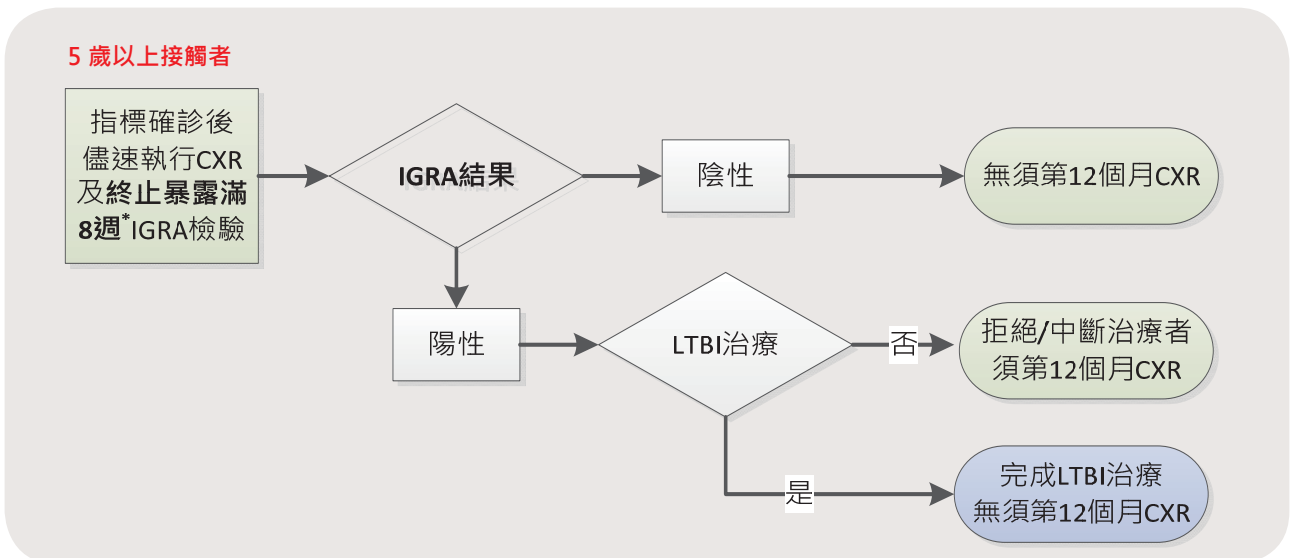 5 歲以上接觸者
指標確診後
儘速執行CXR
及終止暴露滿
8週*IGRA檢驗
IGRA結果
陰性
無須第12個月CXR
陽性
LTBI治療
否
拒絕/中斷治療者
須第12個月CXR
是
完成LTBI治療
無須第12個月CXR